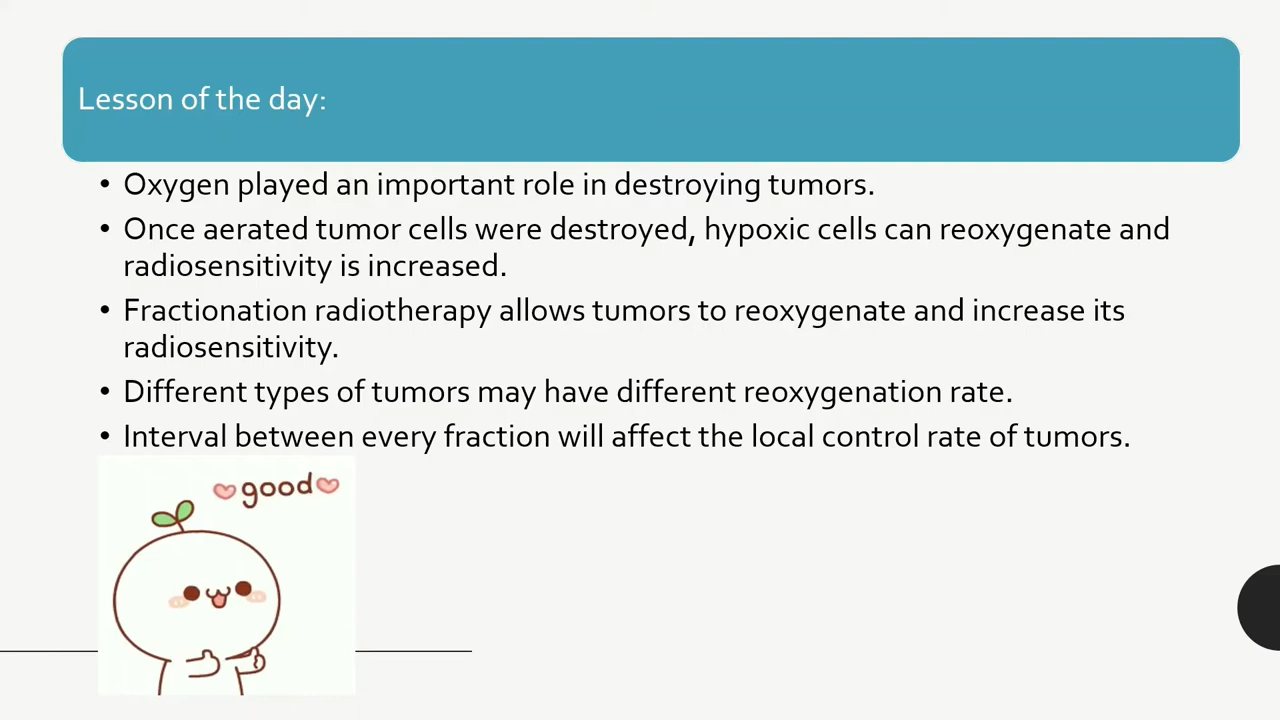 Lesson of the day:
• Oxygen played an important role in destroying tumors.
• Once aerated tumor cells were destroyed, hypoxic cells can reoxygenate and
radiosensitivity is increased.
• Fractionation radiotherapy allows tumors to reoxygenate and increase its
radiosensitivity.
• Different types of tumors may have different reoxygenation rate.
• Interval between every fraction will affect the local control rate of tumors.
good